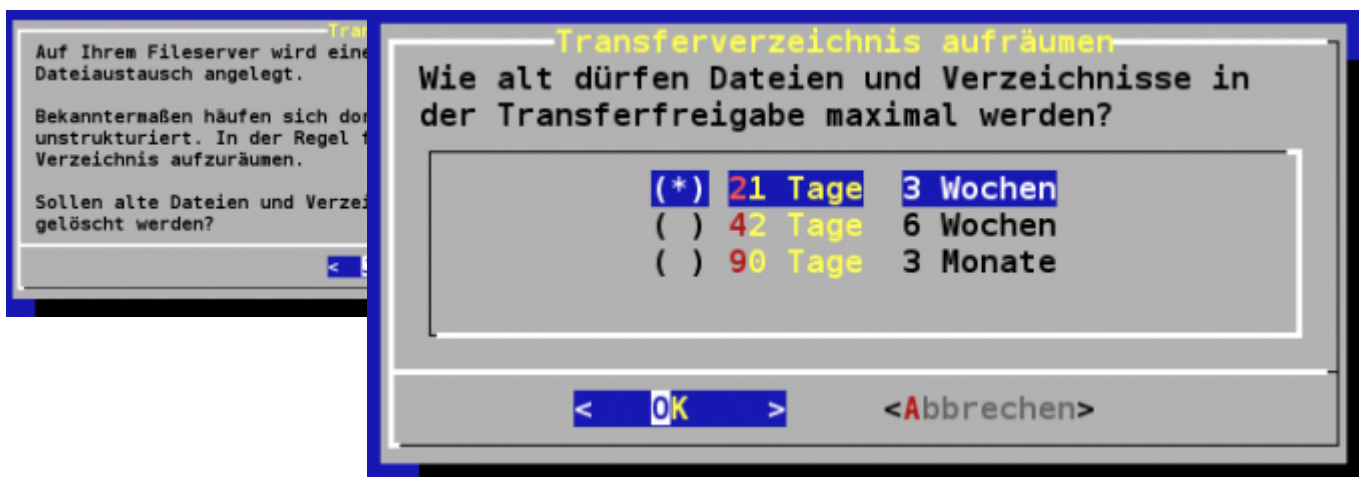 Auf Ihrem Fileserver wird eine
Dateiaustausch angelegt.
Bekanntermaßen häufen sich
unstrukturiert. In der Regel
Verzeichnis aufzuräumen.
Sollen alte Dateien und
gelöscht werden?
<
Transferverzeichnis aufräumen
Wie alt dürfen Dateien und Verzeichnisse in
der Transferfreigabe maximal werden?
(*) 21 Tage 3 Wochen
( ) 42 Tage 6 Wochen
( ) 90 Tage 3 Monate
< OK > <Abbrechen>